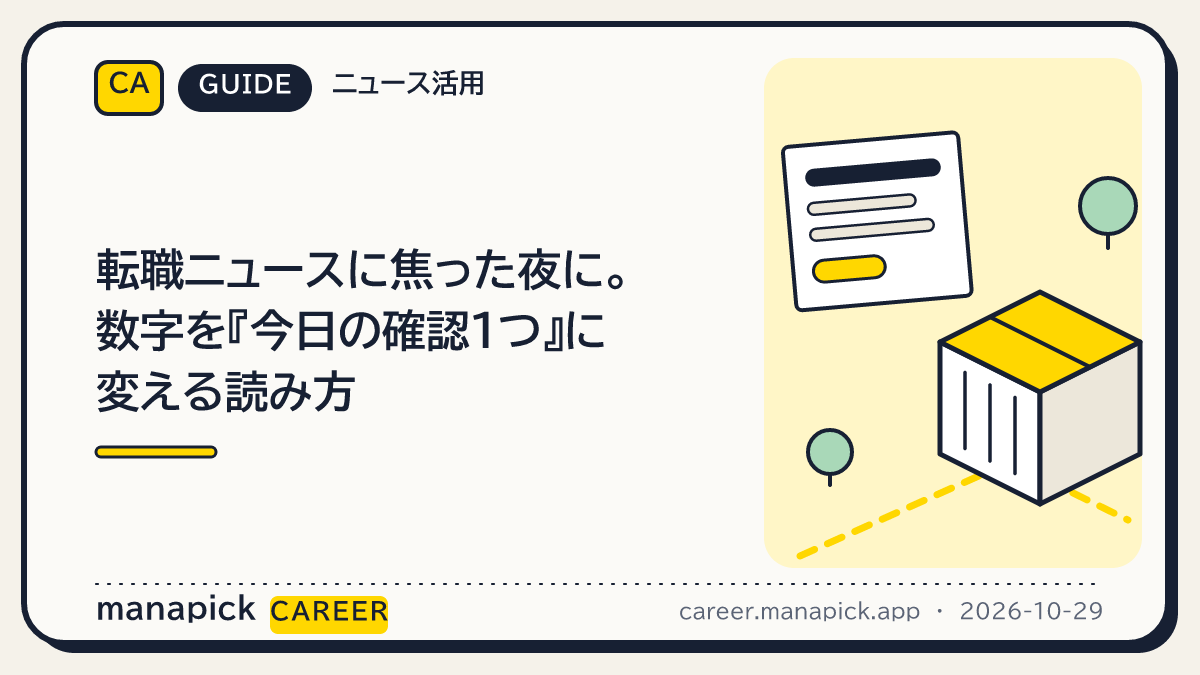 CA GUIDE ニュース活用
転職ニュースに焦った夜に。
数字を『今日の確認1つ』に
変える読み方
manapick CAREER
career.manapick.app ・ 2026-10-29